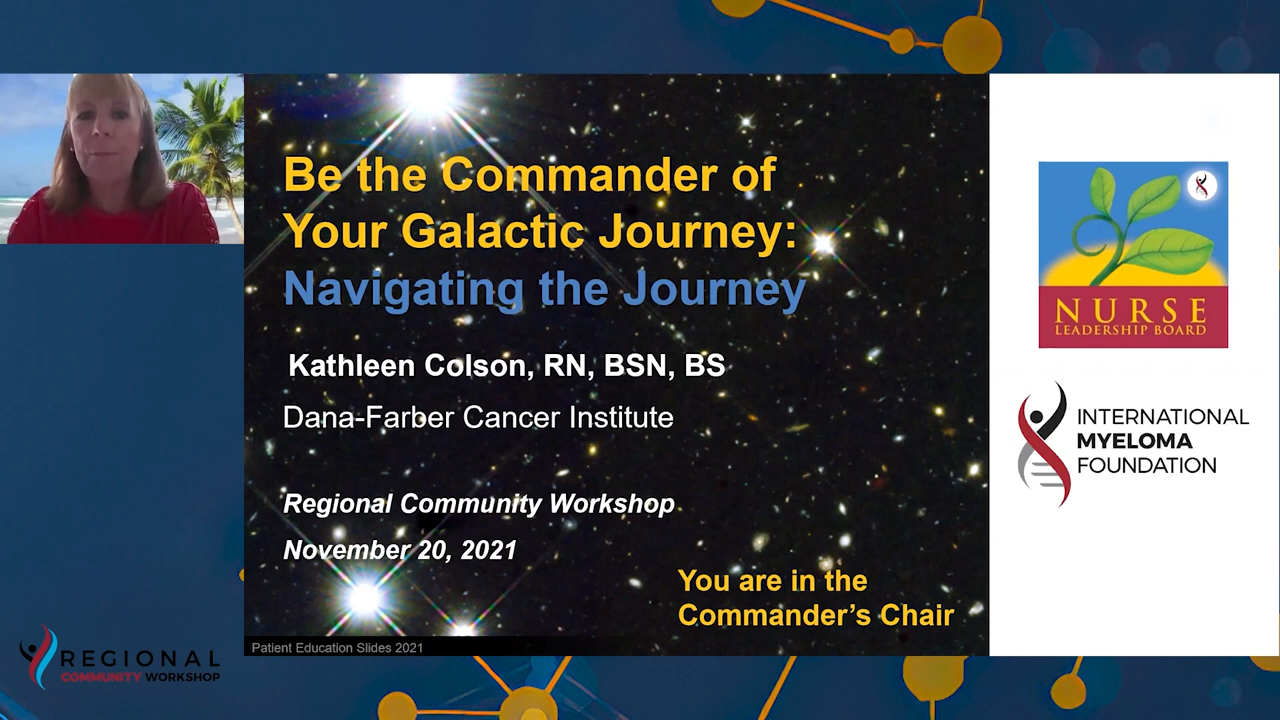 Be the Commander of
Your Galactic Journey:
Navigating the Journey
Kathleen Colson, RN, BSN, BS
Dana-Farber Cancer Institute
Regional Community Workshop
November 20, 2021
You are in the
Commander's Chair
Patient Education Slides 2021
NURSE
LEADERSHIP BOARD
INTERNATIONAL
MYELOMA
FOUNDATION
REGIONAL
COMMUNITY WORKSHOP